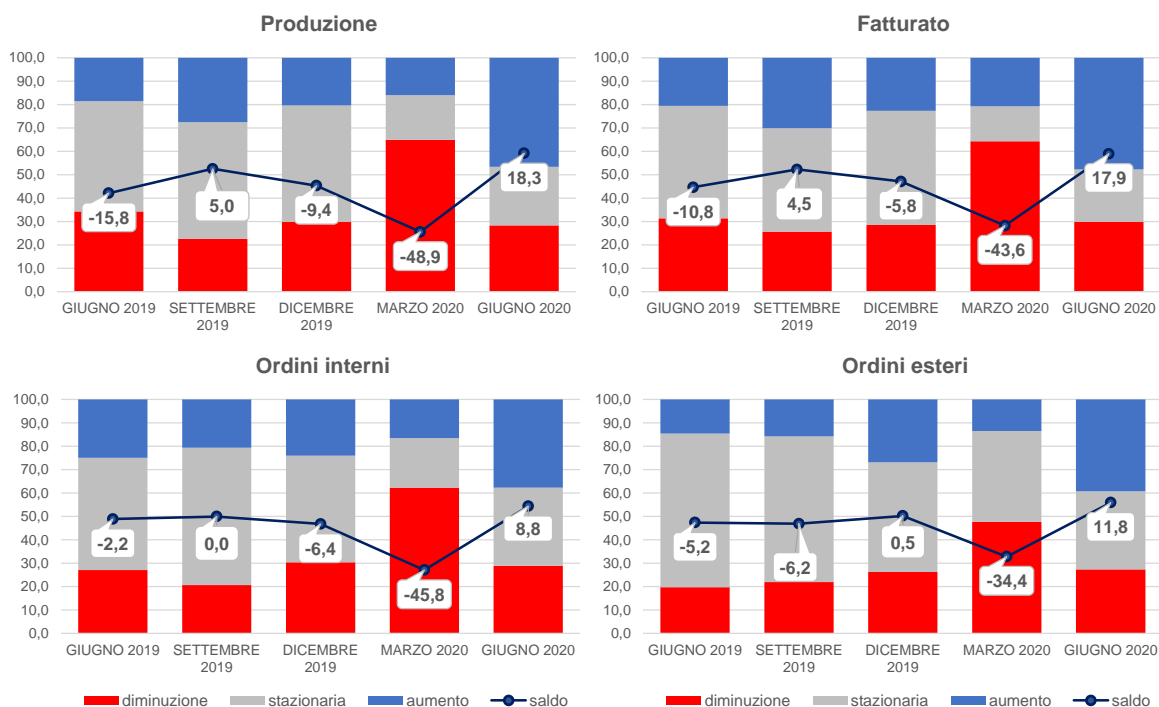 Produzione
100,0
90,0
80,0
70,0
60,0
50,0
40,0
30,0
20,0
10,0
0,0
-15,8
5,0
-9,4
-48,9
18,3
GIUGNO 2019
SETTEMBRE
2019
DICEMBRE
2019
MARZO 2020
GIUGNO 2020
Fatturato
100,0
90,0
80,0
70,0
60,0
50,0
40,0
30,0
20,0
10,0
0,0
-10,8
4,5
-5,8
-43,6
17,9
GIUGNO 2019
SETTEMBRE
2019
DICEMBRE
2019
MARZO 2020
GIUGNO 2020
Ordini interni
100,0
90,0
80,0
70,0
60,0
50,0
40,0
30,0
20,0
10,0
0,0
-2,2
0,0
-6,4
-45,8
8,8
GIUGNO 2019
SETTEMBRE
2019
DICEMBRE
2019
MARZO 2020
GIUGNO 2020
diminuzione stazionaria aumento saldo
Ordini esteri
100,0
90,0
80,0
70,0
60,0
50,0
40,0
30,0
20,0
10,0
0,0
-5,2
-6,2
0,5
-34,4
11,8
GIUGNO 2019
SETTEMBRE
2019
DICEMBRE
2019
MARZO 2020
GIUGNO 2020
diminuzione stazionaria aumento saldo